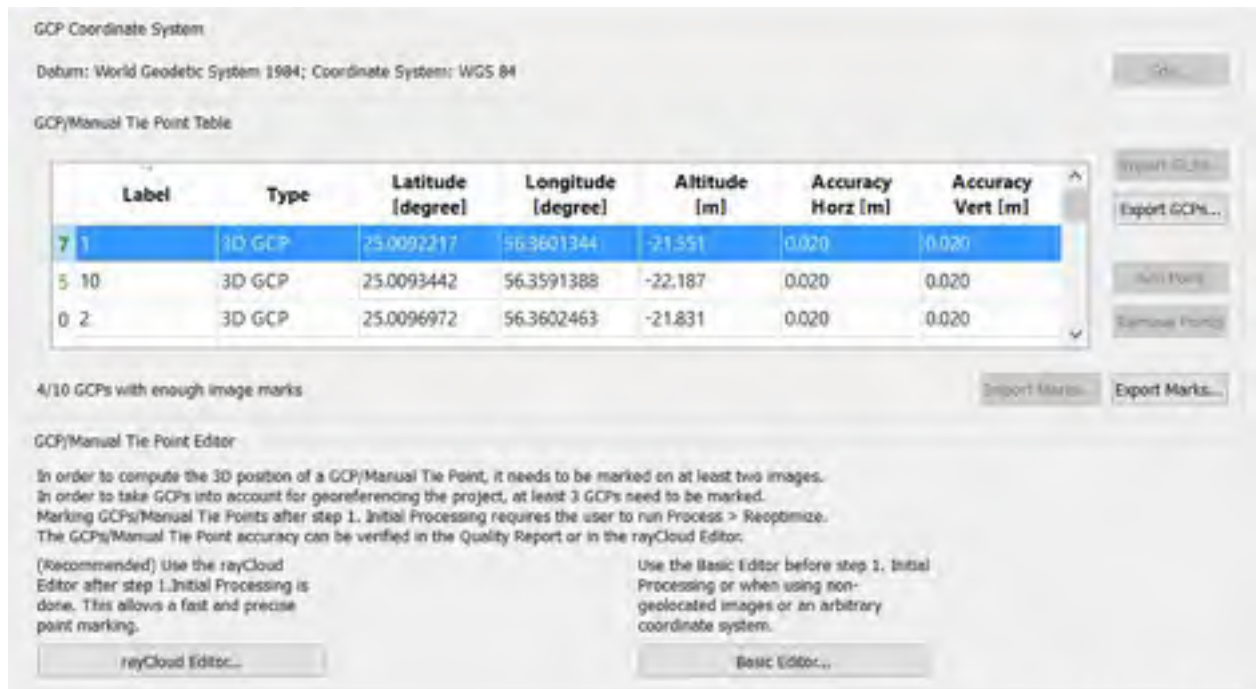 GCP Coordinate System
Datum: World Geodetic System 1984; Coordinate System: WGS 84
GCP/Manual Tie Point Table
Label Type Latitude [degree] Longitude [degree] Altitude [m] Accuracy Horz [m] Accuracy Vert [m]
Export GCPs...
7 1 3D GCP 25.0092217 56.3601344 -21.551 0.020 0.020
5 10 3D GCP 25.0093442 56.3591388 -22.187 0.020 0.020
Remove Points
0 2 3D GCP 25.0096972 56.3602463 -21.831 0.020 0.020
4/10 GCPs with enough image marks
Import Marks... Export Marks...
GCP/Manual Tie Point Editor
In order to compute the 3D position of a GCP/Manual Tie Point, it needs to be marked on at least two images.
In order to take GCPs into account for georeferencing the project, at least 3 GCPs need to be marked.
Marking GCPs/Manual Tie Points after step 1. Initial Processing requires the user to run Process > Reoptimize.
The GCPs/Manual Tie Point accuracy can be verified in the Quality Report or in the rayCloud Editor.
(Recommended) Use the rayCloud
Editor after step 1.Initial Processing is
done. This allows a fast and precise
point marking.
rayCloud Editor...
Use the Basic Editor before step 1. Initial
Processing or when using non-
geolocated images or an arbitrary
coordinate system.
Basic Editor...